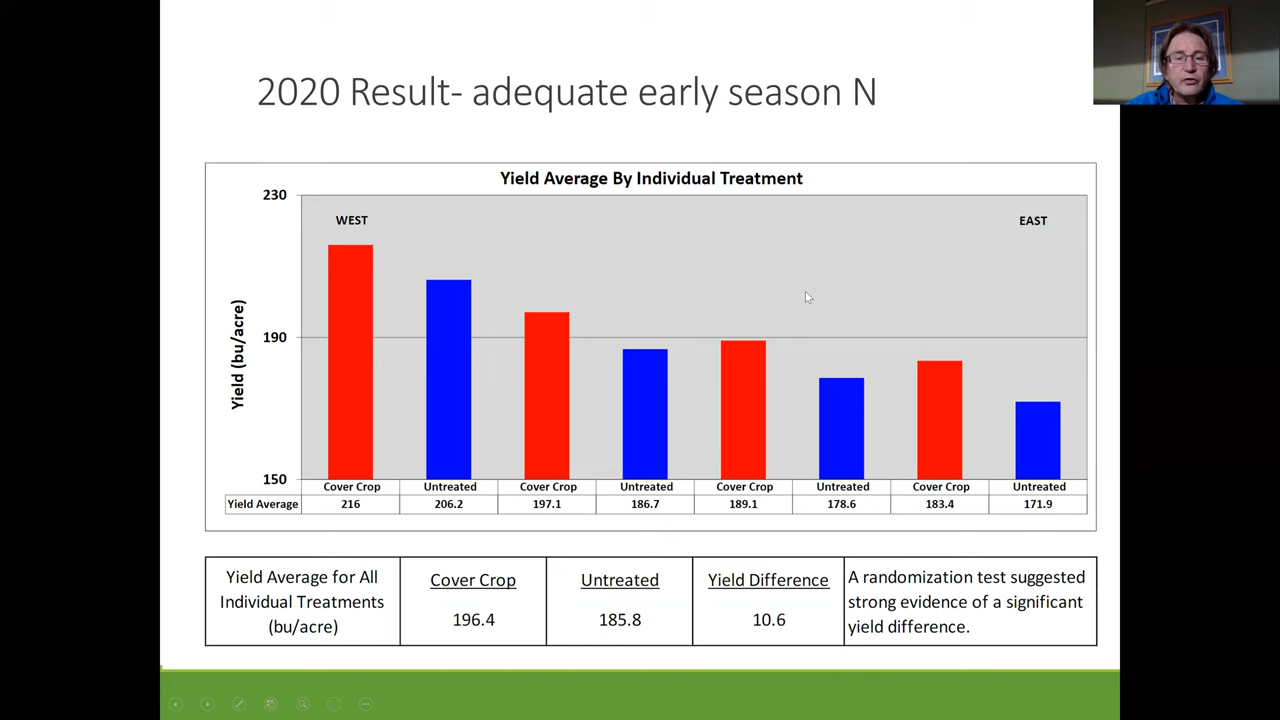 2020 Result- adequate early season N
Yield Average By Individual Treatment
230
WEST
EAST
Yield (bu/acre)
190
150
Cover Crop Untreated Cover Crop Untreated Cover Crop Untreated Cover Crop Untreated
Yield Average 216 206.2 197.1 186.7 189.1 178.6 183.4 171.9
Yield Average for All
Individual Treatments
(bu/acre)
Cover Crop
196.4
Untreated
185.8
Yield Difference
10.6
A randomization test suggested
strong evidence of a significant
yield difference.